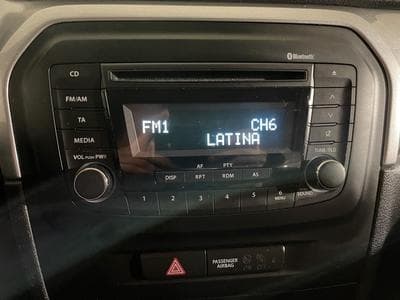 Bluetooth
CD
FM/AM
TA
MEDIA
VOL PUSH PWR
FM1 CH6
LATINA
AF PTY
DISP RPT RDM AS
1 2 3 4 5 6
MENU
SOUND
TUNE/FLD
PASSENGER
AIRBAG